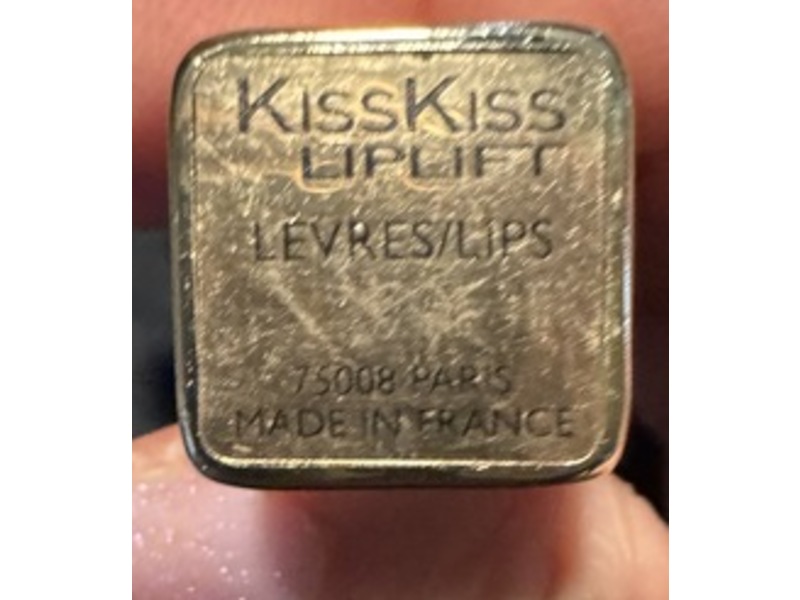 KISSKISS
LIPLIFT
LEVRES/LIPS
75008 PARIS
MADE IN FRANCE